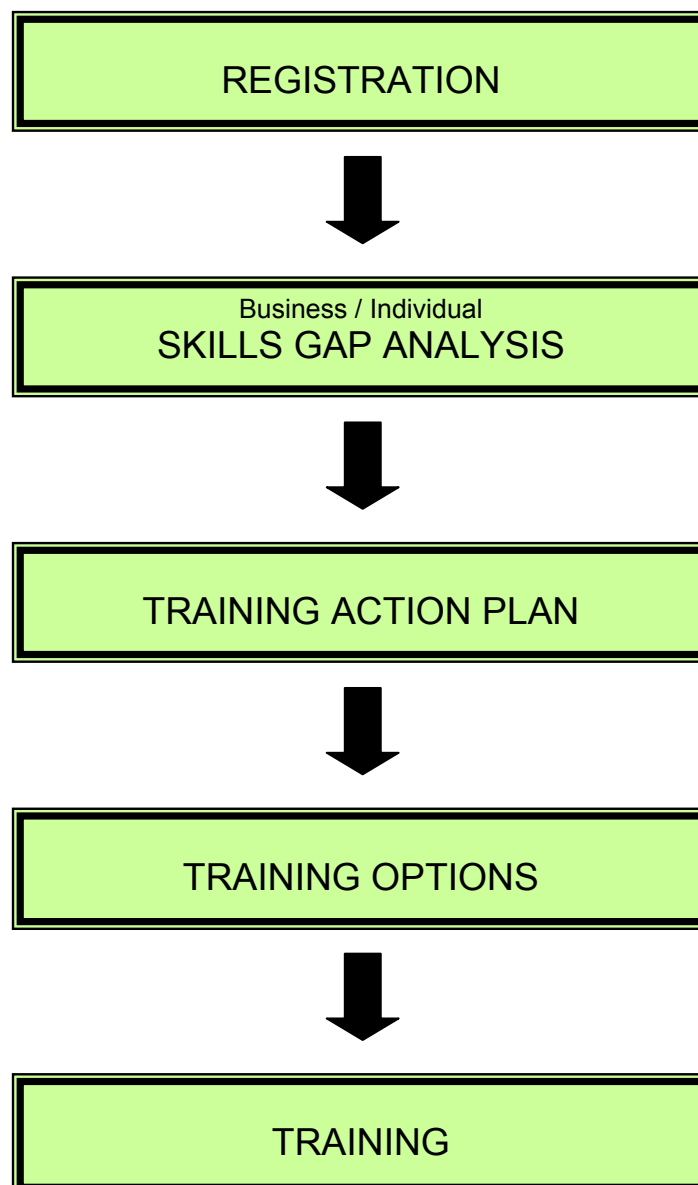 REGISTRATION
Business / Individual
SKILLS GAP ANALYSIS
TRAINING ACTION PLAN
TRAINING OPTIONS
TRAINING